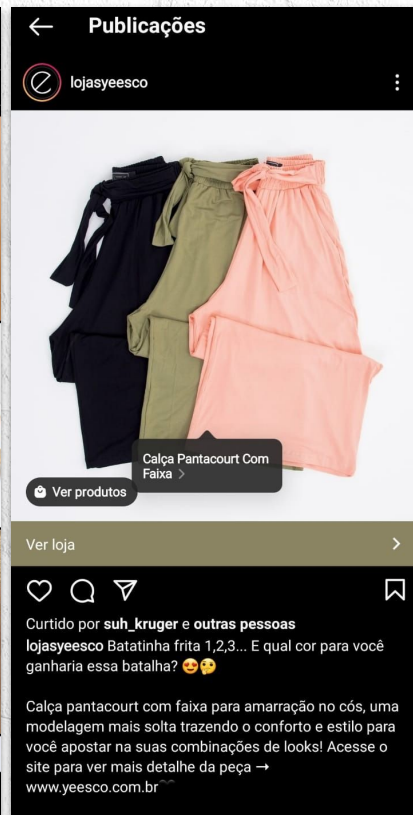 Publicações
lojasyeesco
Calça Pantacourt Com
Faixa >
Ver produtos
Ver loja
Curtido por suh_kruger e outras pessoas
lojasyeesco Batatinha frita 1,2,3... E qual cor para você
ganharia essa batalha? 😍🤔
Calça pantacourt com faixa para amarração no cós, uma
modelagem mais solta trazendo o conforto e estilo para
você apostar na suas combinações de looks! Acesse o
site para ver mais detalhe da peça →
www.yeesco.com.br